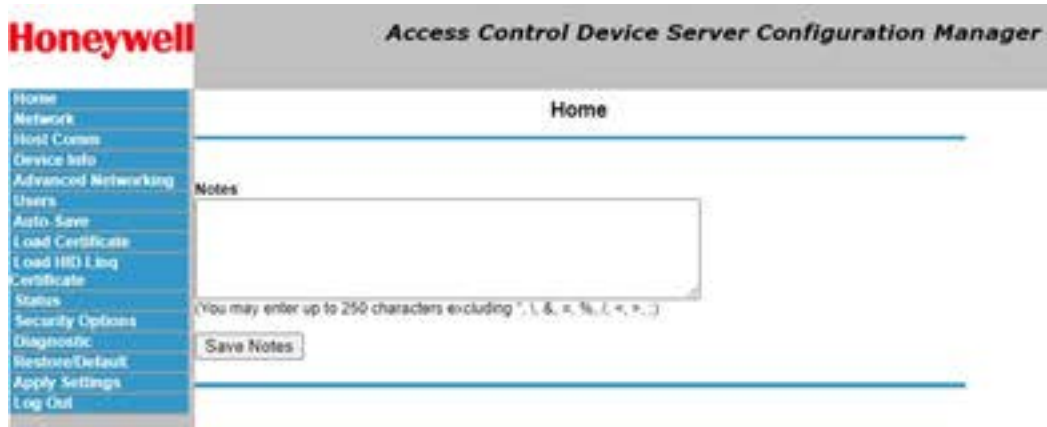 Honeywell
Access Control Device Server Configuration Manager
Home
Network
Host Comm
Device Info
Advanced Networking
Users
Auto-Save
Load Certificate
Load HID Linq
Certificate
Status
Security Options
Diagnostic
Restore/Default
Apply Settings
Log Out
Home
Notes
(You may enter up to 250 characters excluding ", \, &, =, %, /, <, >, ;)
Save Notes